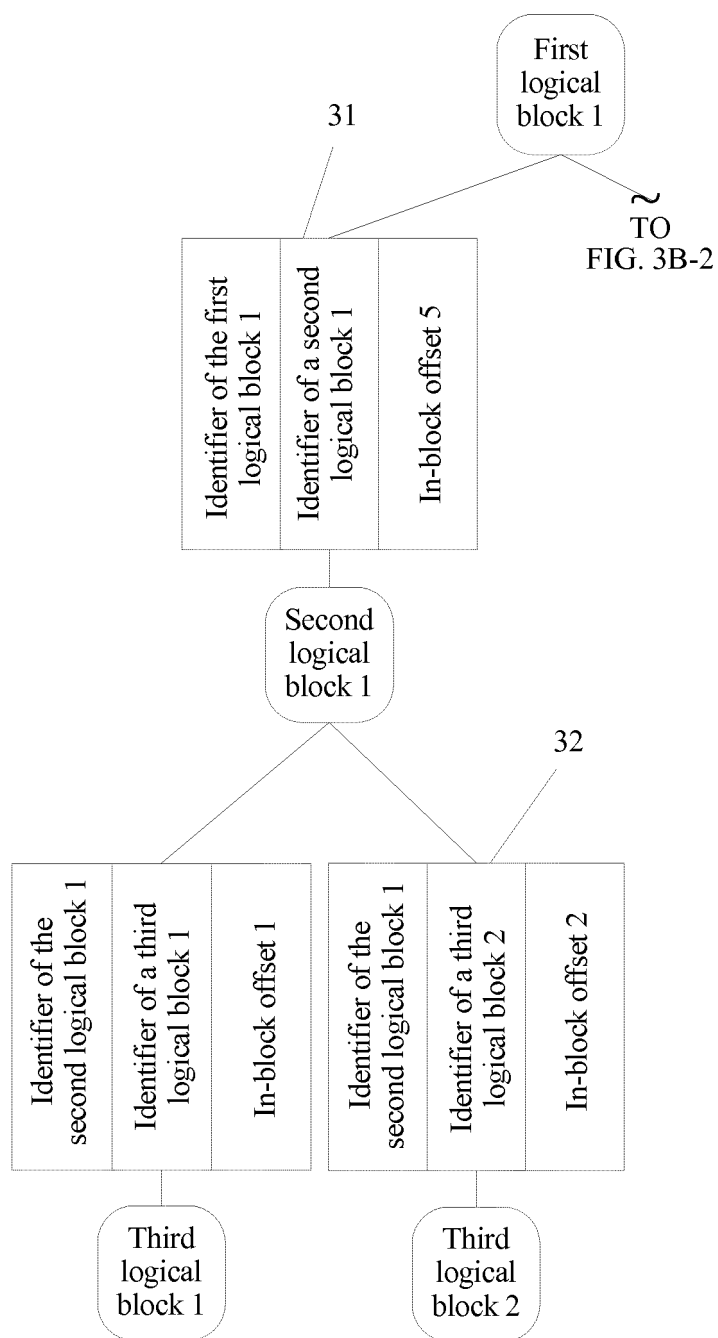 First
logical
block 1
31
TO
FIG. 3B-2
Identifier of the first
logical block 1
Identifier of a second
logical block 1
In-block offset 5
Second
logical
block 1
32
Identifier of the
second logical block 1
Identifier of a third
logical block 1
In-block offset 1
Identifier of the
second logical block 1
Identifier of a third
logical block 2
In-block offset 2
Third
logical
block 1
Third
logical
block 2